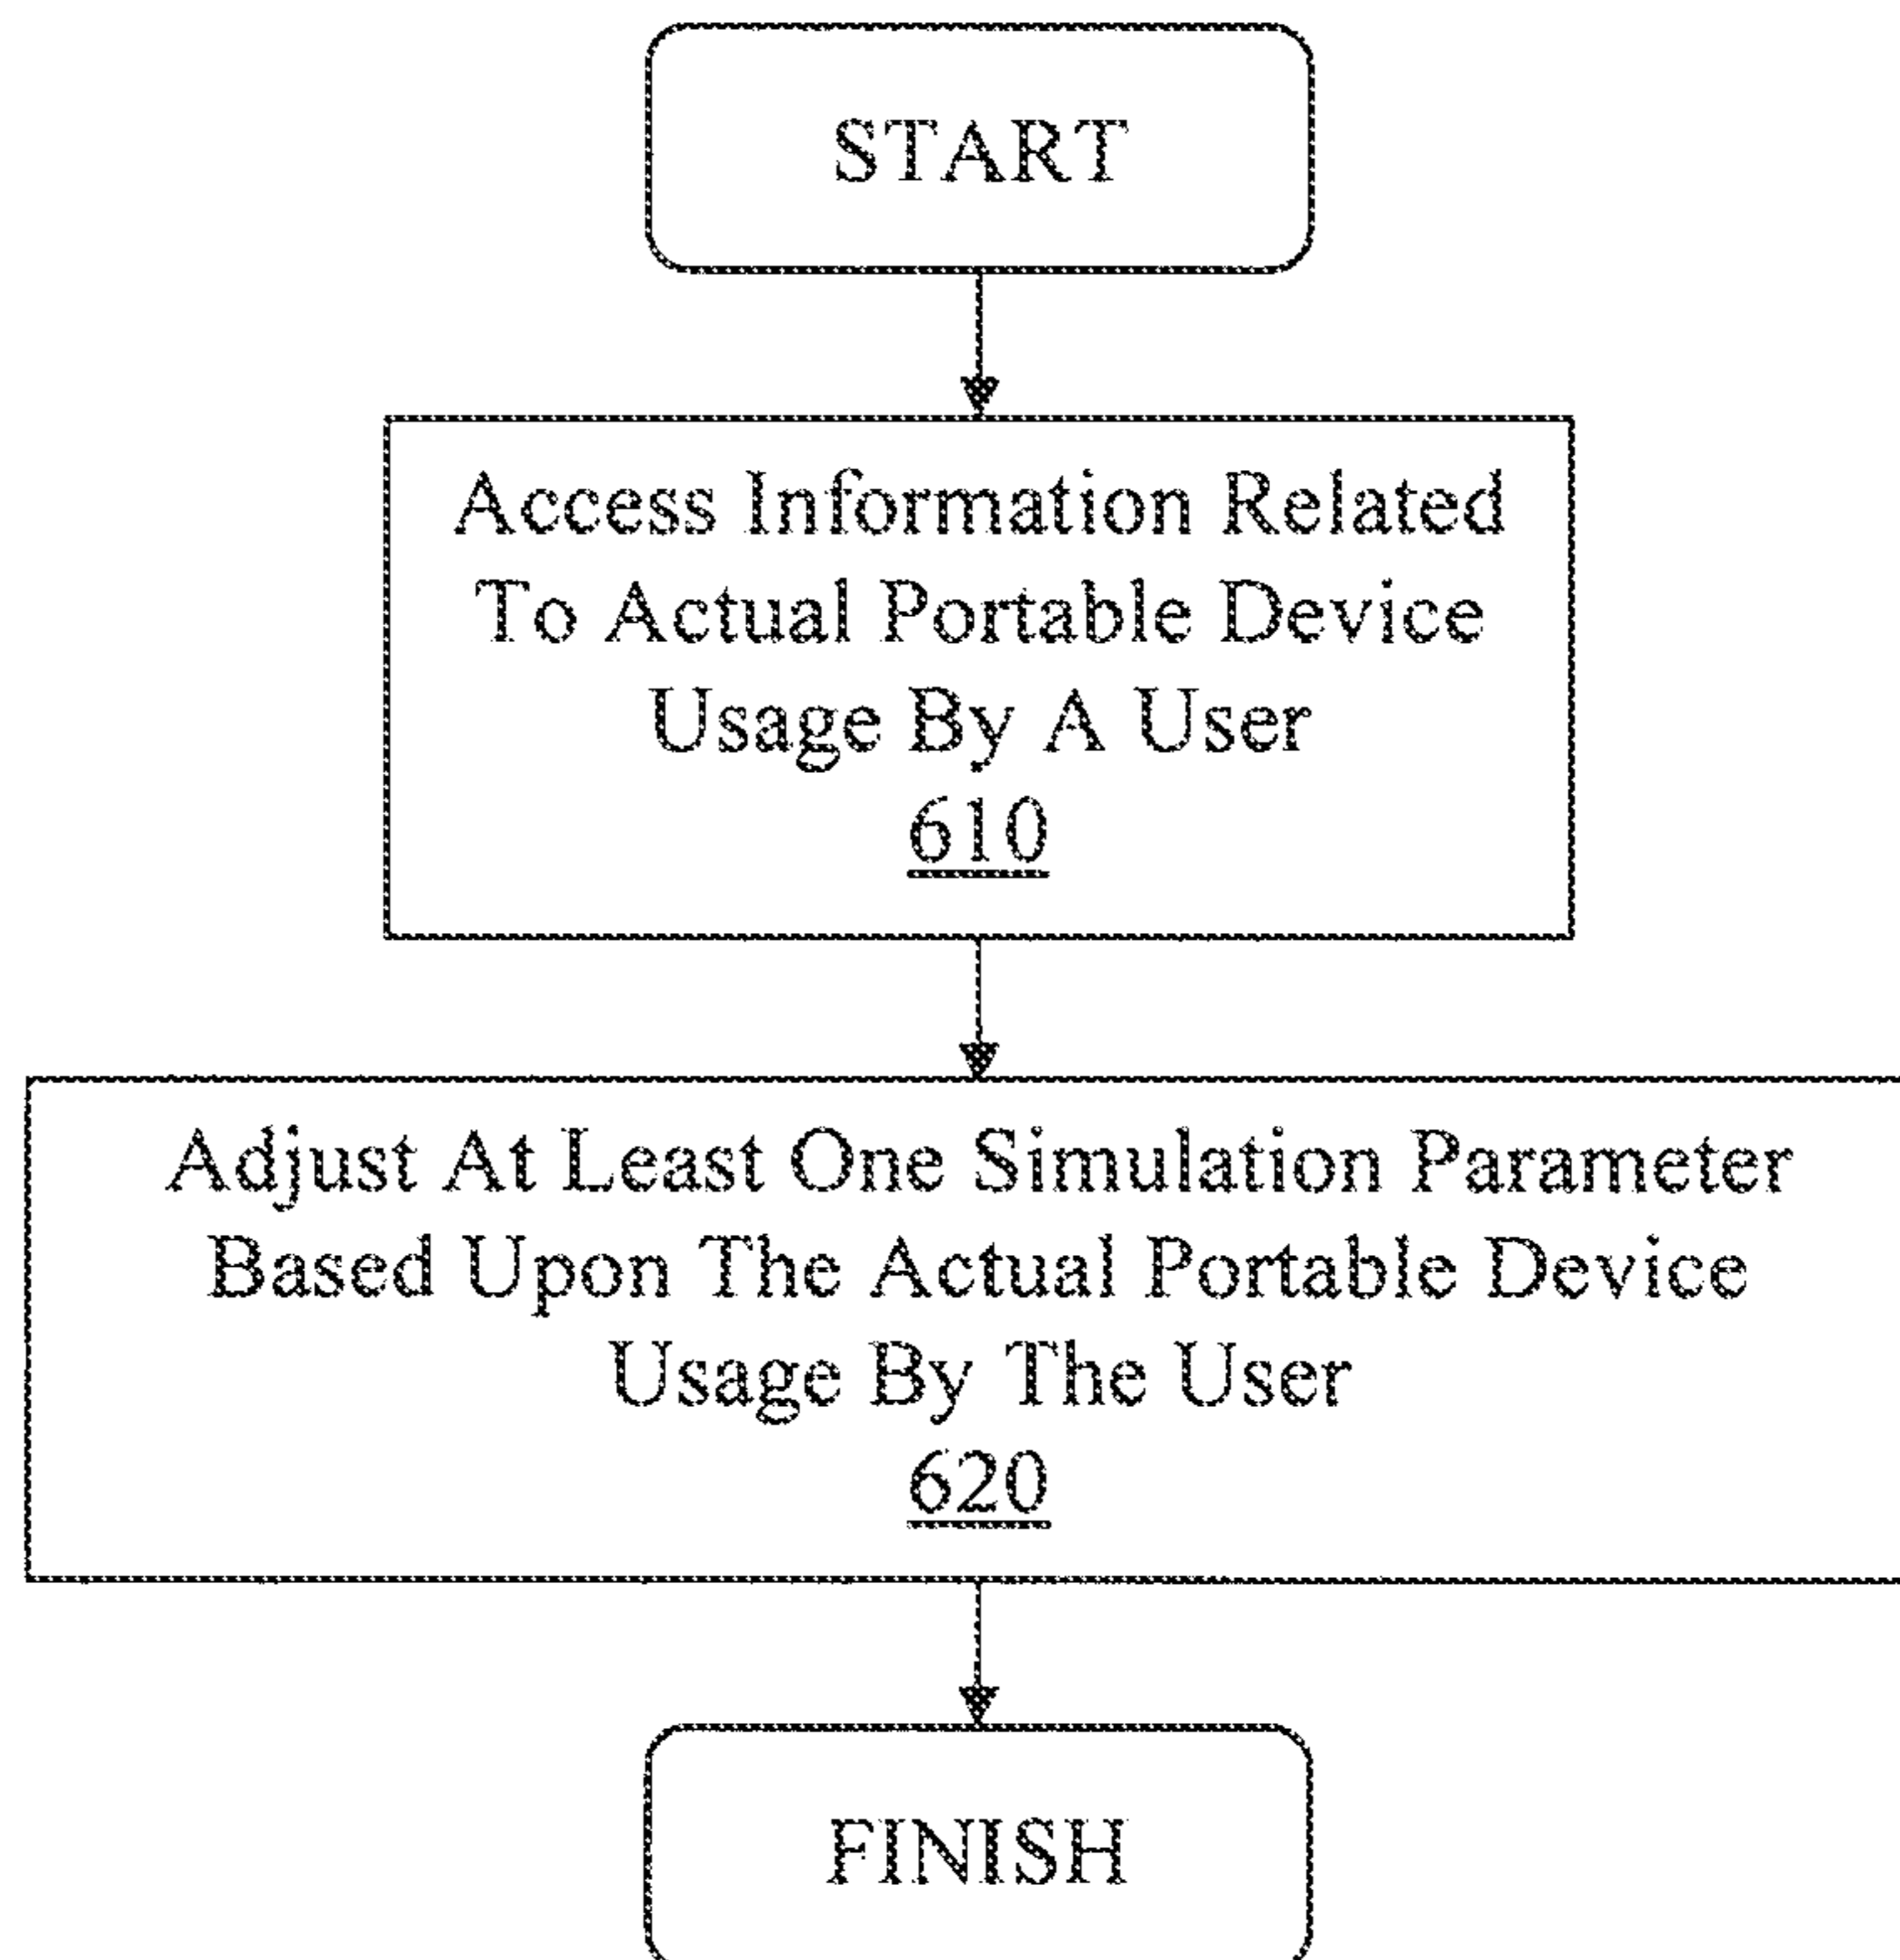 START
Access Information Related
To Actual Portable Device
Usage By A User
610
Adjust At Least One Simulation Parameter
Based Upon The Actual Portable Device
Usage By The User
620
FINISH